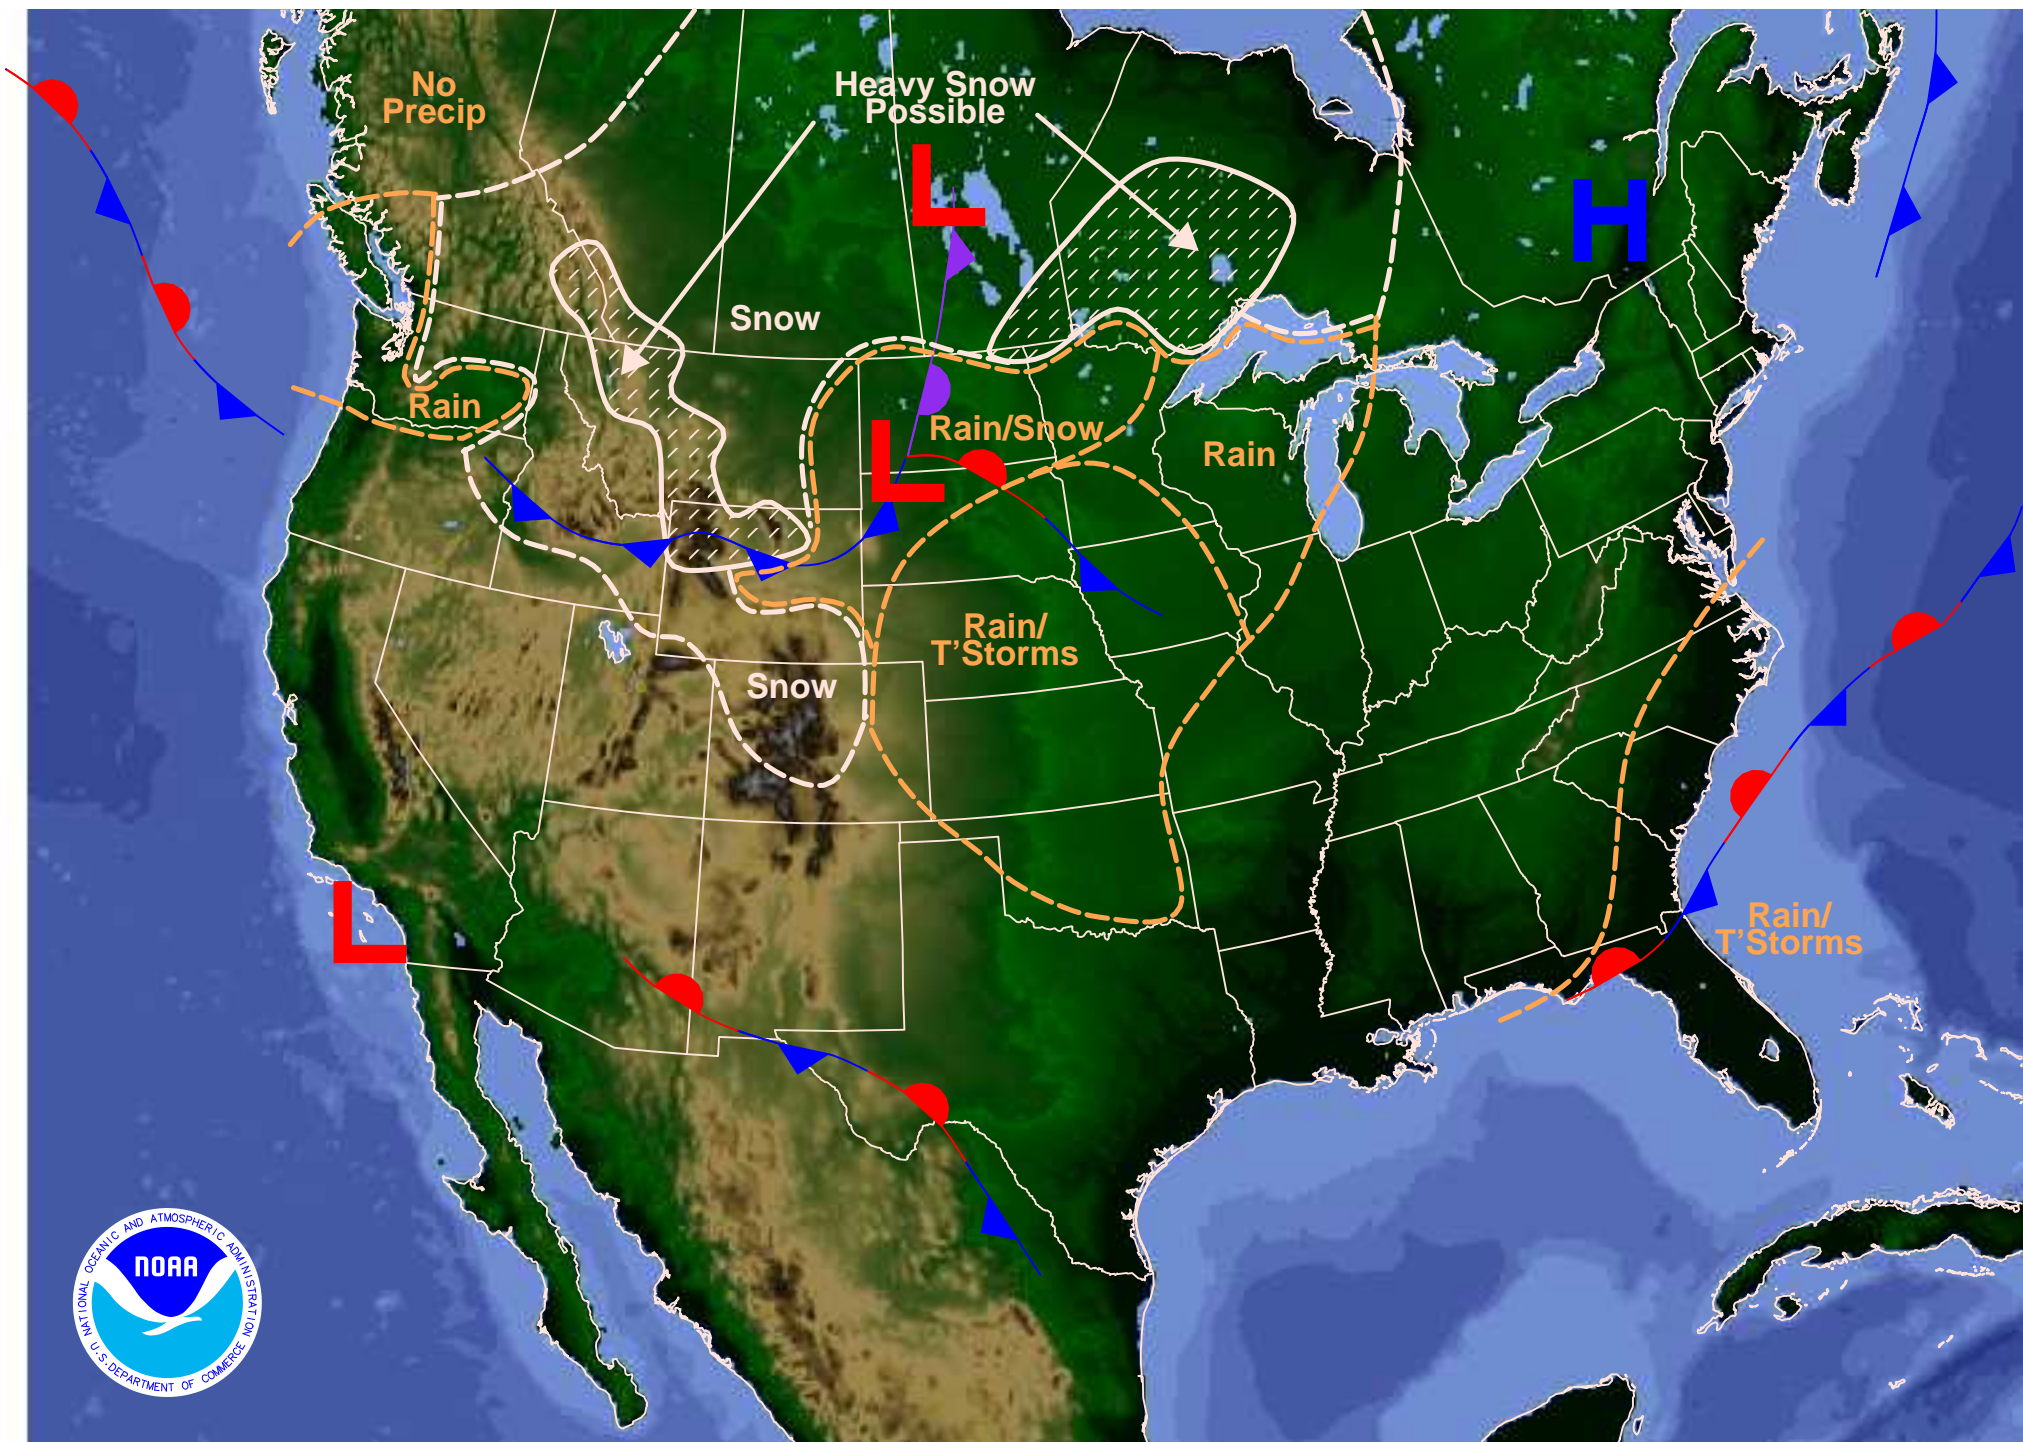 No
Precip
Heavy Snow
Possible
L
H
Snow
Rain
Rain/Snow
L
Rain
Rain/
T'Storms
Snow
L
Rain/
T'Storms
NATIONAL OCEANIC AND ATMOSPHERIC ADMINISTRATION
NOAA
U.S. DEPARTMENT OF COMMERCE